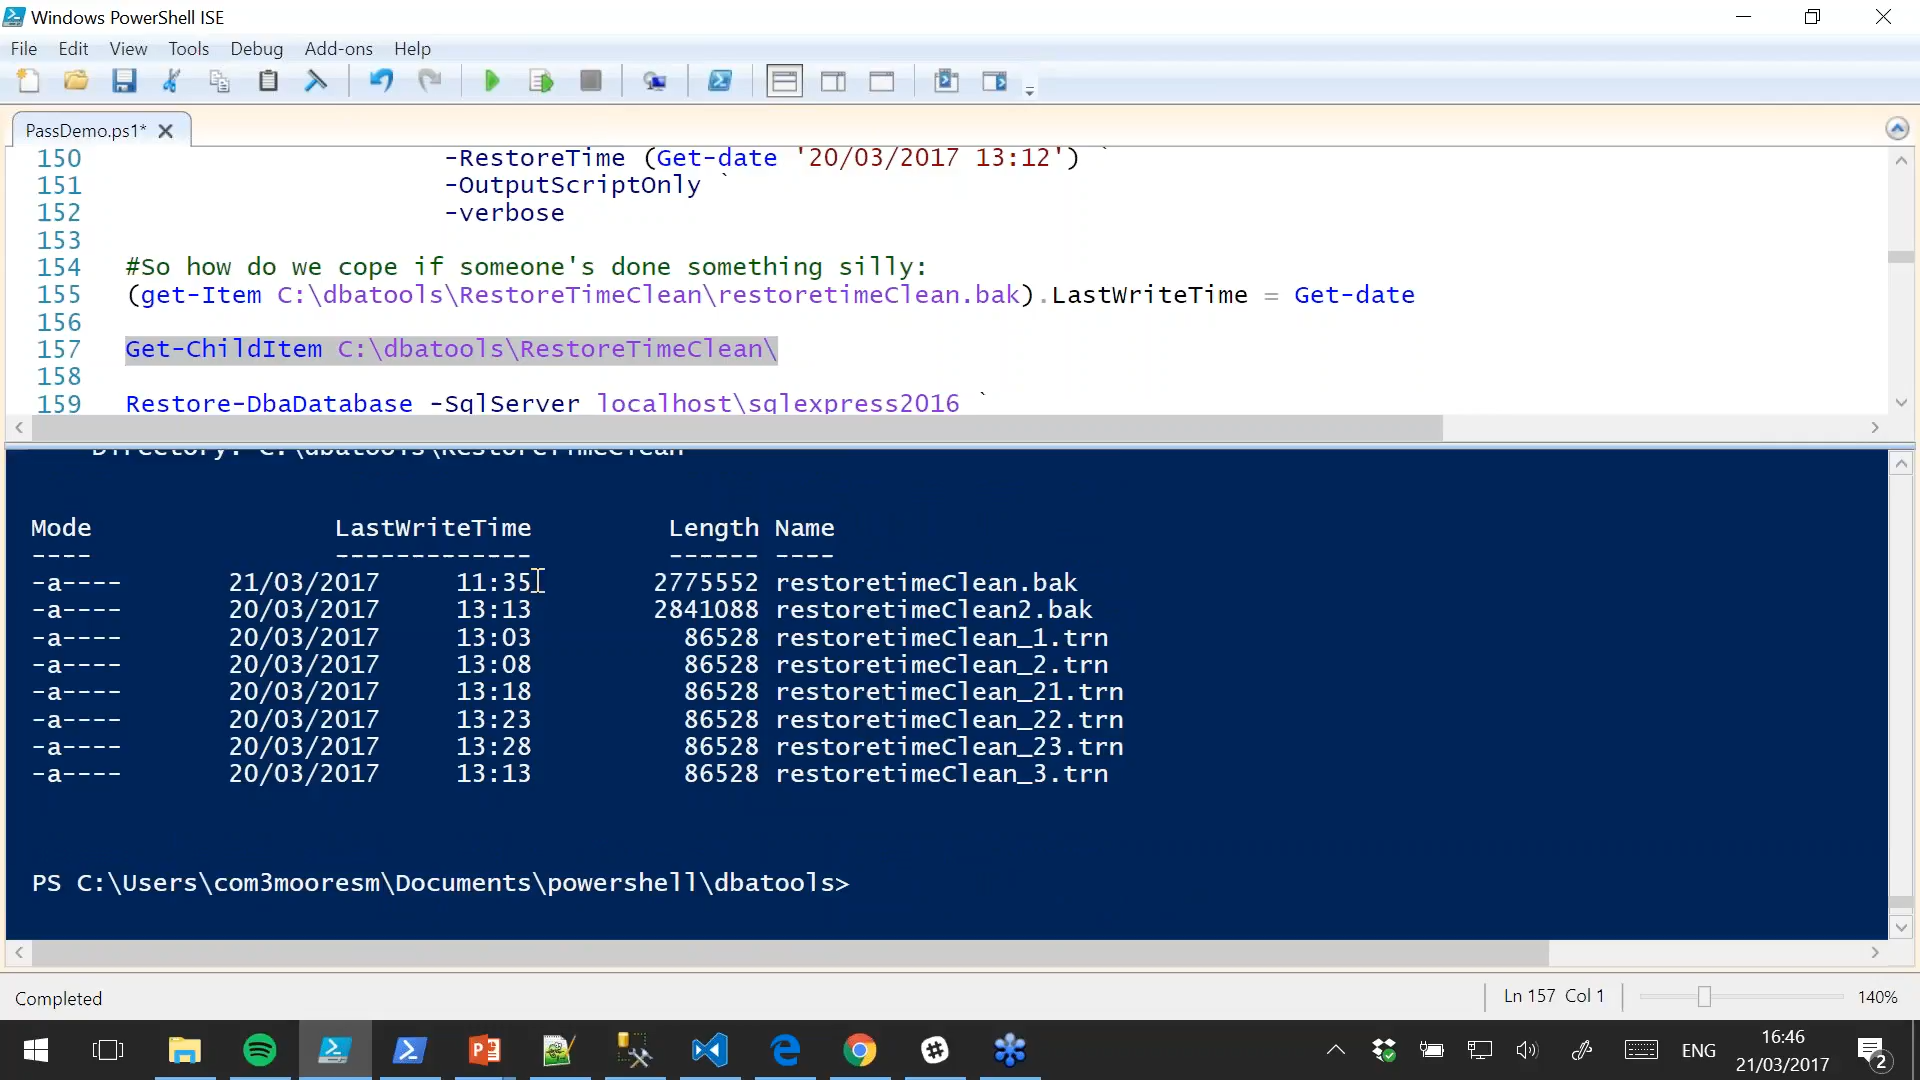 Windows PowerShell ISE
File Edit View Tools Debug Add-ons Help
PassDemo.ps1*
150 -RestoreTime (Get-date '20/03/2017 13:12') `
151 -OutputScriptOnly `
152 -verbose
153
154 #So how do we cope if someone's done something silly:
155 (get-Item C:\dbatools\RestoreTimeClean\restoretimeClean.bak).LastWriteTime = Get-date
156
157 Get-ChildItem C:\dbatools\RestoreTimeClean\
158
159 Restore-DbaDatabase -SqlServer localhost\sqlexpress2016 `
Directory: C:\dbatools\RestoreTimeClean
Mode LastWriteTime Length Name
---- ------------- ------ ----
-a---- 21/03/2017 11:35 2775552 restoretimeClean.bak
-a---- 20/03/2017 13:13 2841088 restoretimeClean2.bak
-a---- 20/03/2017 13:03 86528 restoretimeClean_1.trn
-a---- 20/03/2017 13:08 86528 restoretimeClean_2.trn
-a---- 20/03/2017 13:18 86528 restoretimeClean_21.trn
-a---- 20/03/2017 13:23 86528 restoretimeClean_22.trn
-a---- 20/03/2017 13:28 86528 restoretimeClean_23.trn
-a---- 20/03/2017 13:13 86528 restoretimeClean_3.trn
PS C:\Users\com3mooresm\Documents\powershell\dbatools>
Completed
Ln 157 Col 1
140%
ENG
16:46
21/03/2017
2